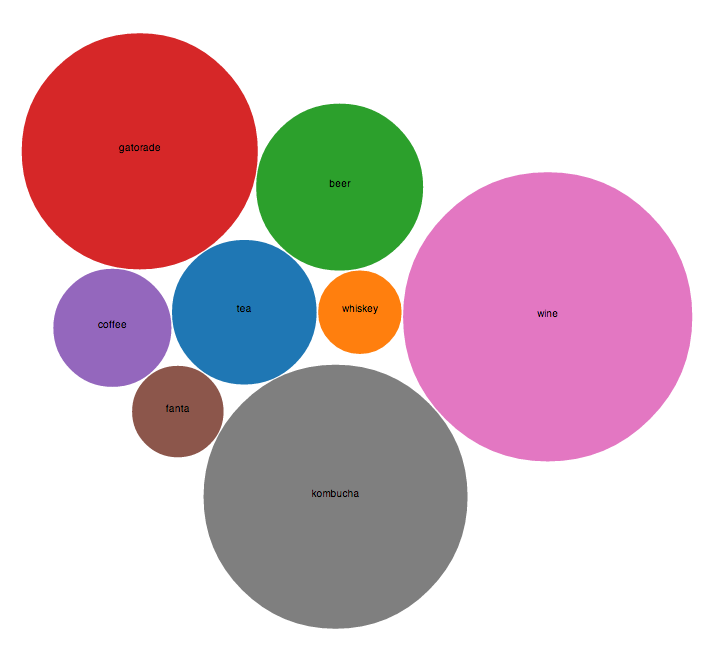 gatorade
beer
tea
whiskey
wine
coffee
fanta
kombucha